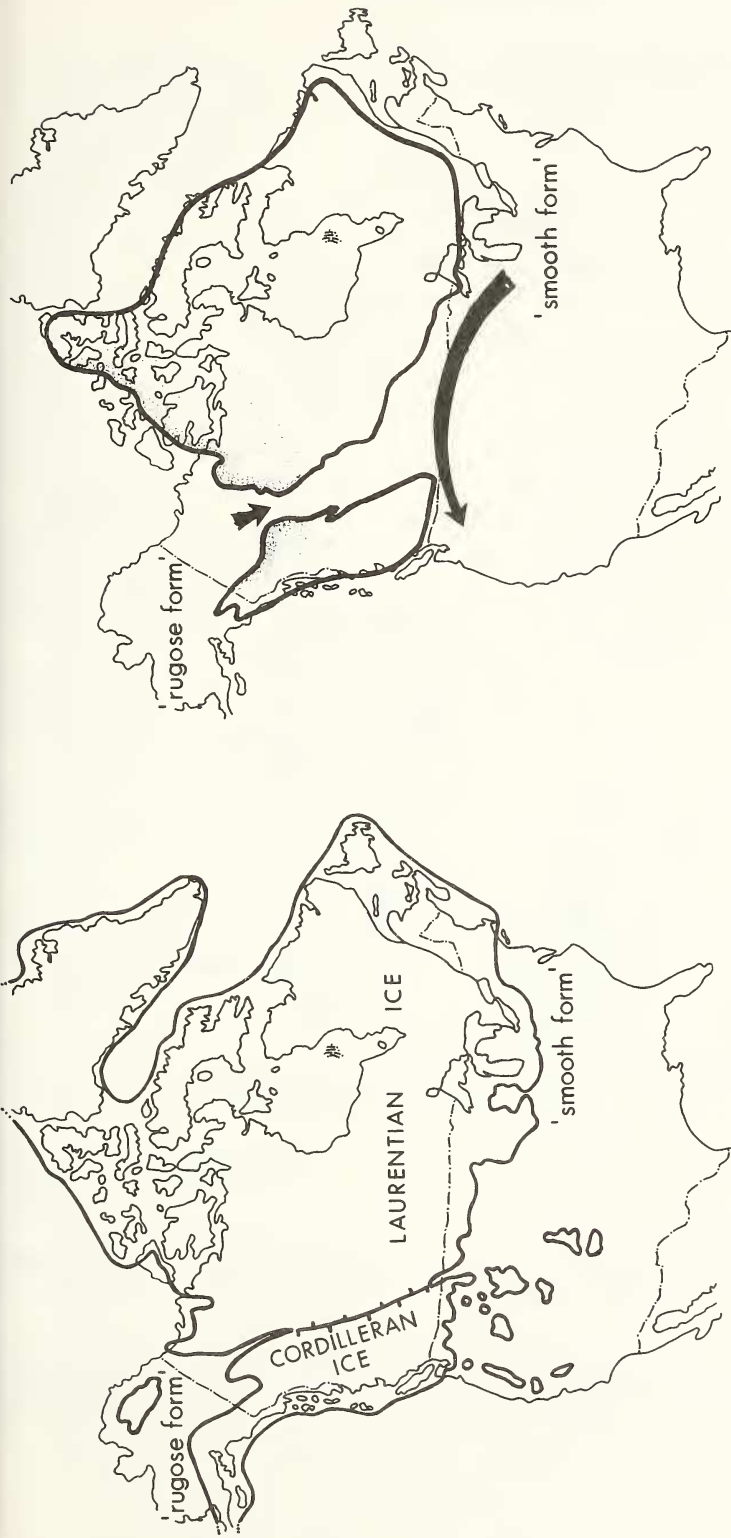 'rugose form'
CORDILLERAN
ICE
LAURENTIAN
ICE
'smooth form'
'rugose form'
'smooth form'